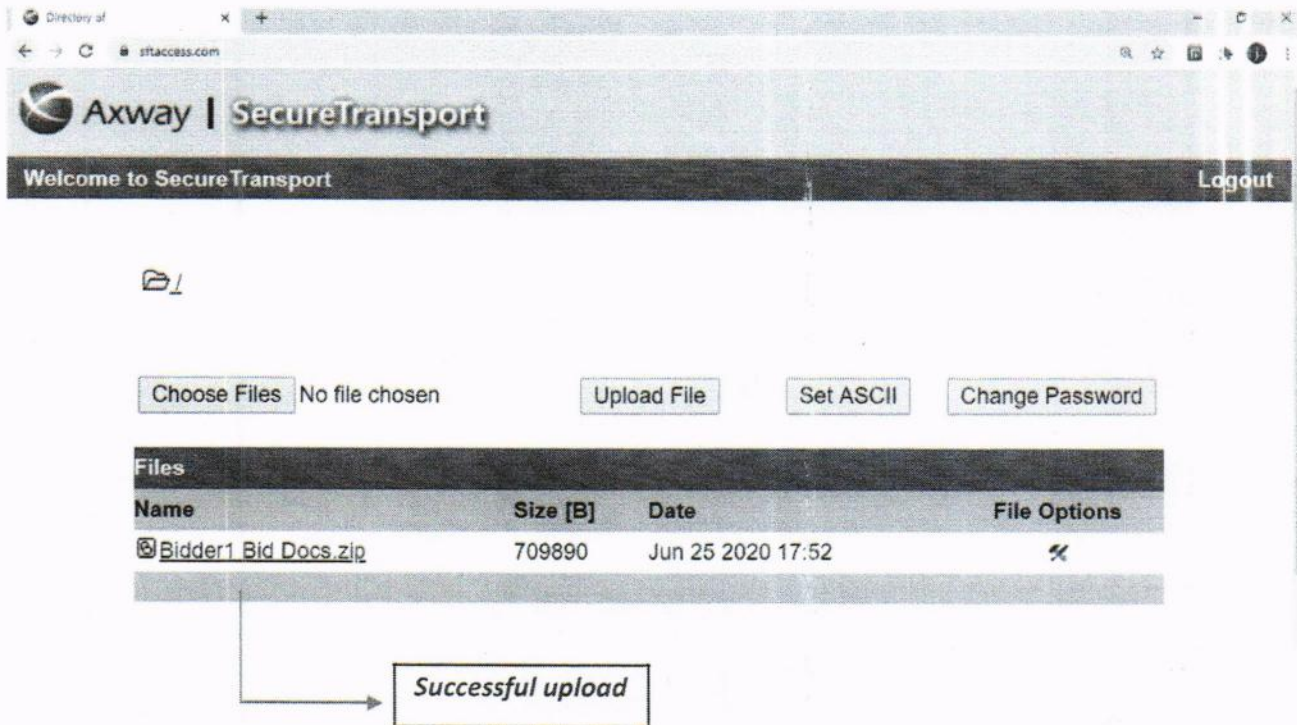 Directory of
sftaccess.com
Axway | SecureTransport
Welcome to SecureTransport Logout
/
Choose Files No file chosen Upload File Set ASCII Change Password
Files
Name Size [B] Date File Options
Bidder1 Bid Docs.zip 709890 Jun 25 2020 17:52
Successful upload